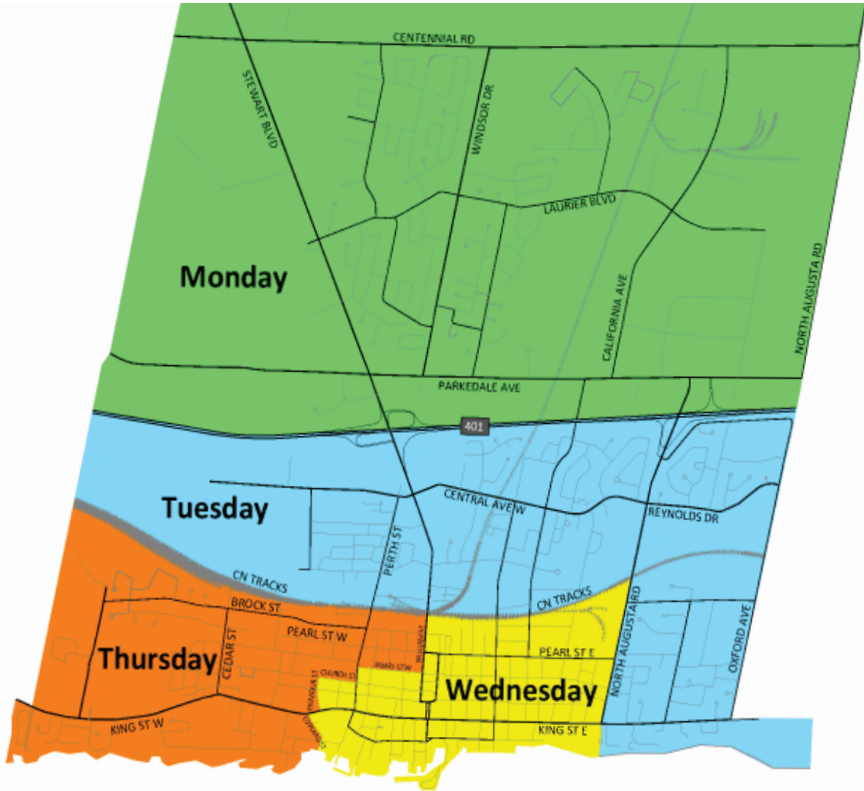 CENTENNIAL RD
STEWART BLVD
WINDSOR DR
LAURIER BLVD
NORTH AUGUSTA RD
Monday
CALIFORNIA AVE
PARKEDALE AVE
401
Tuesday
CENTRAL AVE W
REYNOLDS DR
PERTH ST
CN TRACKS
CN TRACKS
BROCK ST
NORTH AUGUSTA RD
OXFORD AVE
PEARL ST W
CEDAR ST
PEARL ST E
Thursday
JAMES ST W
CHURCH ST
Wednesday
KING ST W
KING ST E